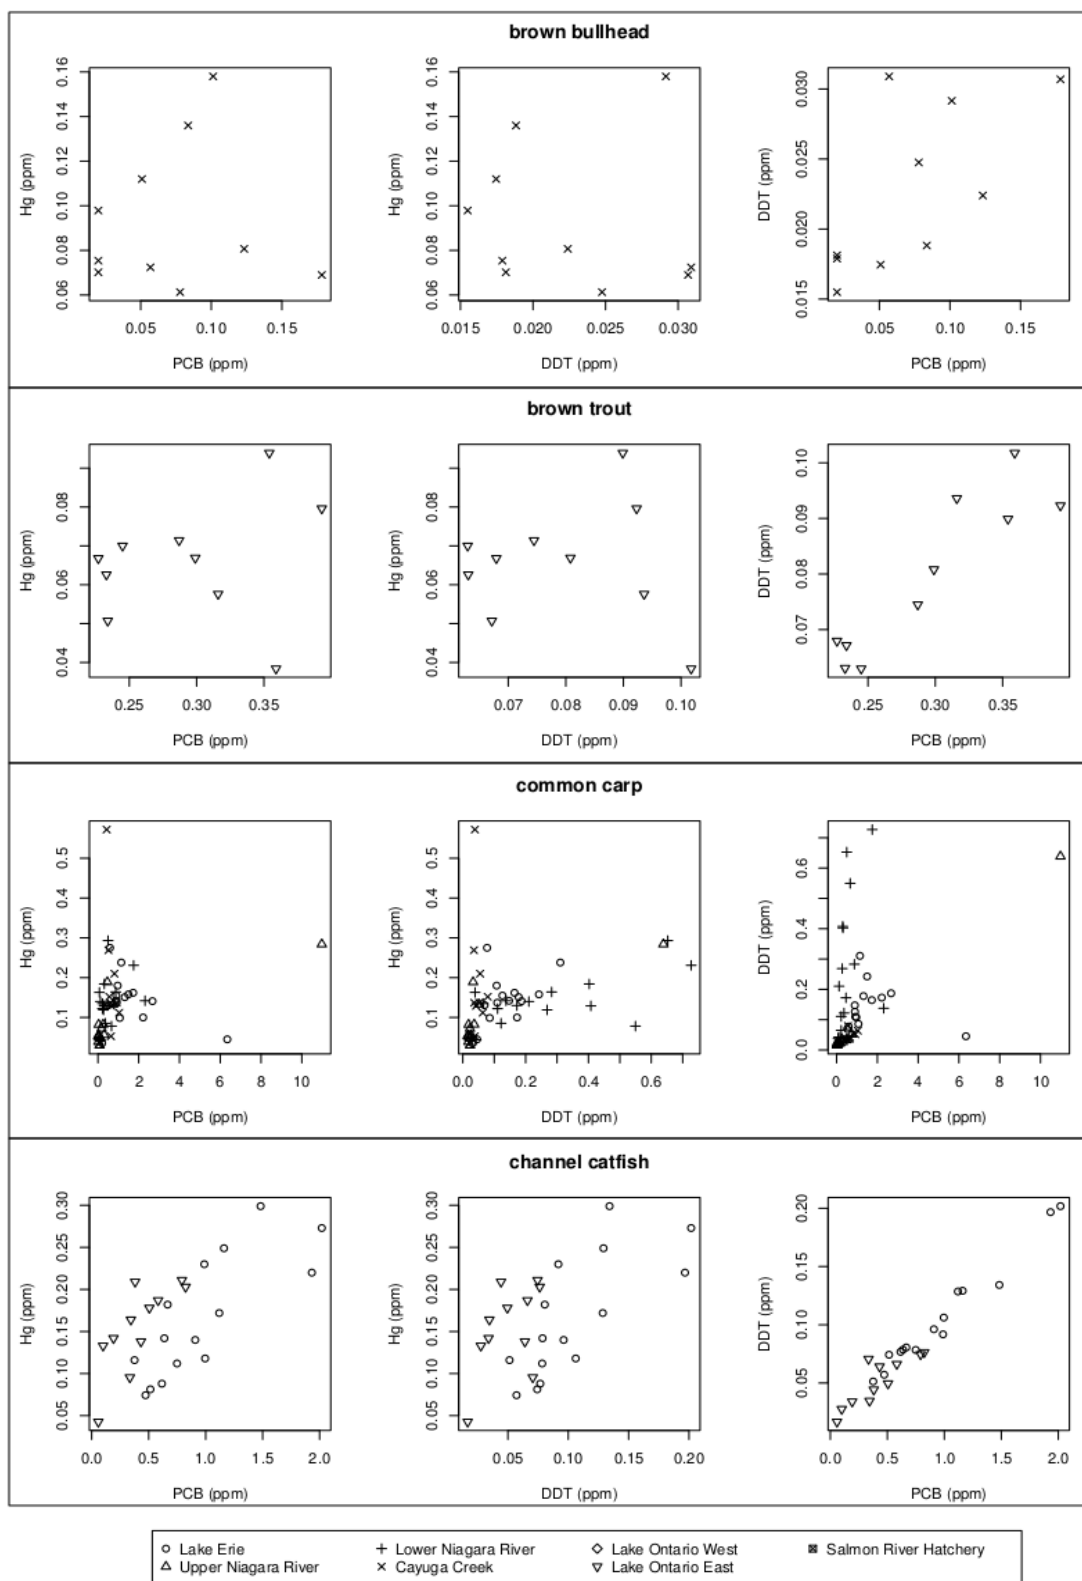 brown bullhead
0.06 0.08 0.10 0.12 0.14 0.16
Hg (ppm)
0.05 0.10 0.15
PCB (ppm)
0.06 0.08 0.10 0.12 0.14 0.16
Hg (ppm)
0.015 0.020 0.025 0.030
DDT (ppm)
0.015 0.020 0.025 0.030
DDT (ppm)
0.05 0.10 0.15
PCB (ppm)
brown trout
0.04 0.06 0.08
Hg (ppm)
0.25 0.30 0.35
PCB (ppm)
0.04 0.06 0.08
Hg (ppm)
0.07 0.08 0.09 0.10
DDT (ppm)
0.07 0.08 0.09 0.10
DDT (ppm)
0.25 0.30 0.35
PCB (ppm)
common carp
0.1 0.2 0.3 0.4 0.5
Hg (ppm)
0 2 4 6 8 10
PCB (ppm)
0.1 0.2 0.3 0.4 0.5
Hg (ppm)
0.0 0.2 0.4 0.6
DDT (ppm)
0.0 0.2 0.4 0.6
DDT (ppm)
0 2 4 6 8 10
PCB (ppm)
channel catfish
0.05 0.10 0.15 0.20 0.25 0.30
Hg (ppm)
0.0 0.5 1.0 1.5 2.0
PCB (ppm)
0.05 0.10 0.15 0.20 0.25 0.30
Hg (ppm)
0.05 0.10 0.15 0.20
DDT (ppm)
0.05 0.10 0.15 0.20
DDT (ppm)
0.0 0.5 1.0 1.5 2.0
PCB (ppm)
Lake Erie Lower Niagara River Lake Ontario West Salmon River Hatchery
Upper Niagara River Cayuga Creek Lake Ontario East